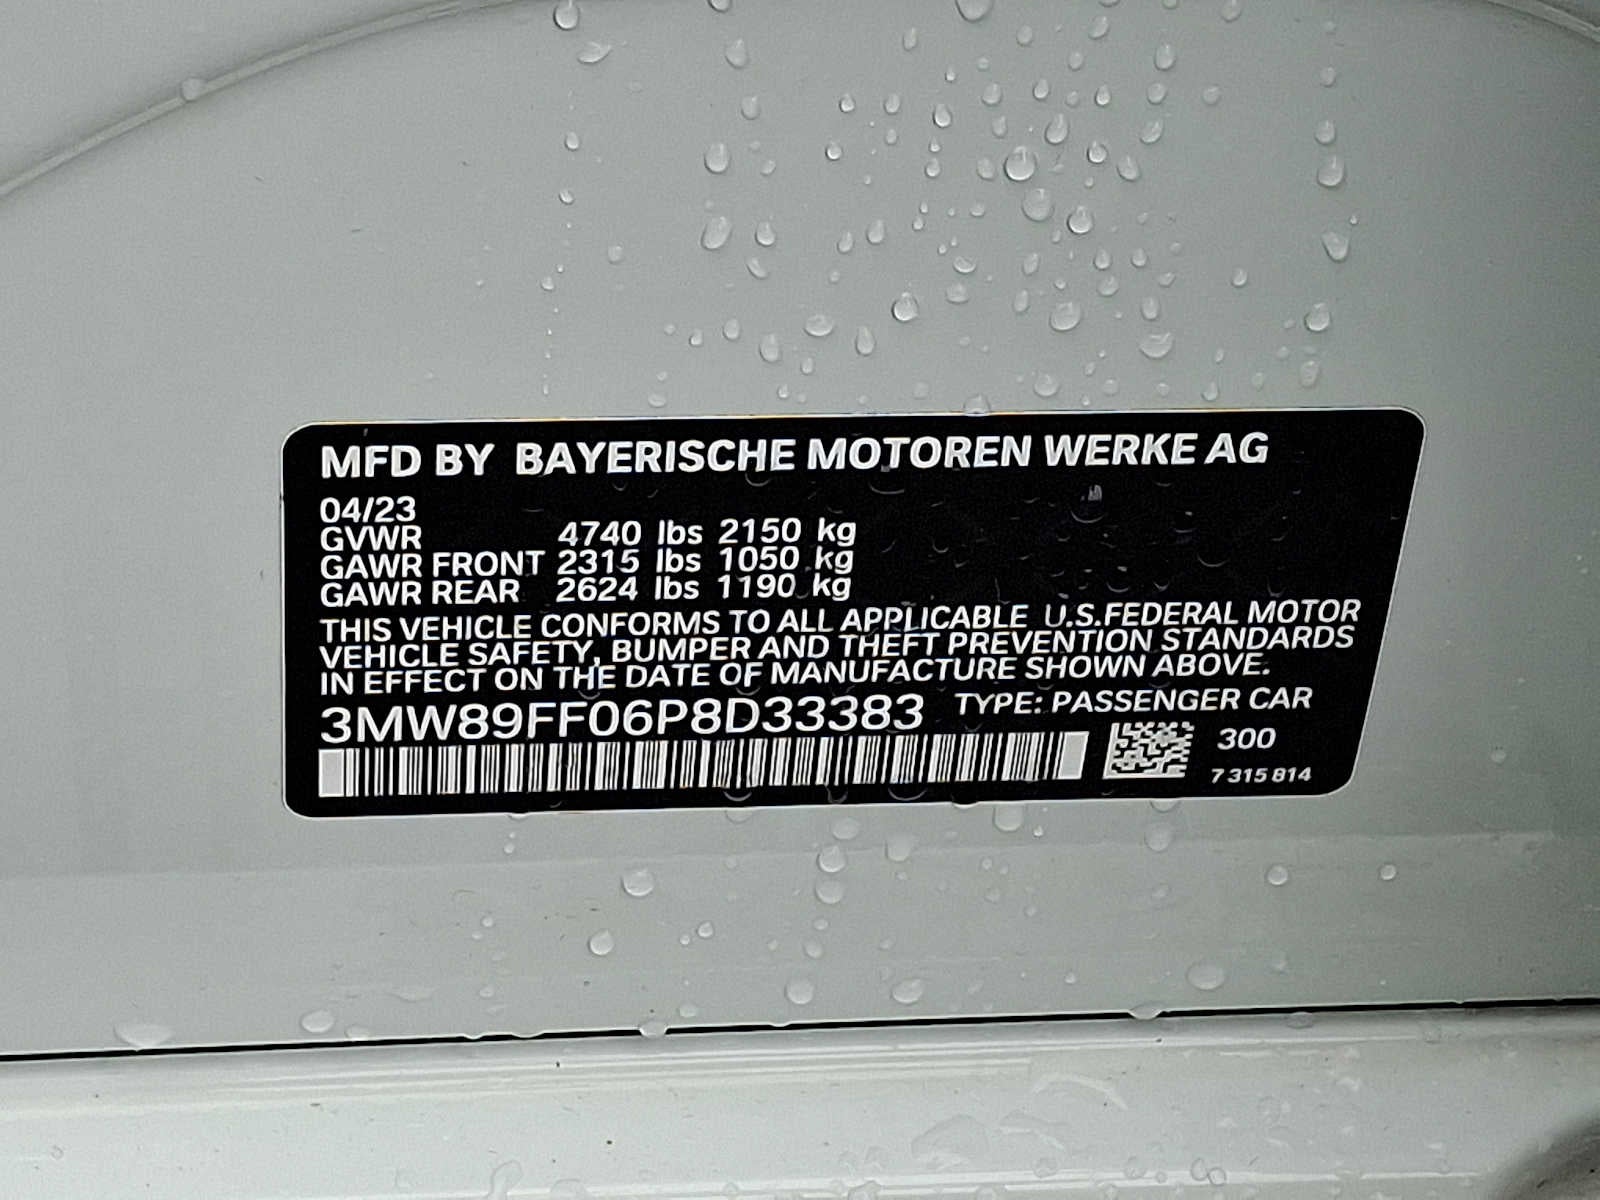 MFD BY BAYERISCHE MOTOREN WERKE AG
04/23
GVWR 4740 lbs 2150 kg
GAWR FRONT 2315 lbs 1050 kg
GAWR REAR 2624 lbs 1190 kg
THIS VEHICLE CONFORMS TO ALL APPLICABLE U.S.FEDERAL MOTOR
VEHICLE SAFETY, BUMPER AND THEFT PREVENTION STANDARDS
IN EFFECT ON THE DATE OF MANUFACTURE SHOWN ABOVE.
3MW89FF06P8D33383 TYPE: PASSENGER CAR
300
7 315 814